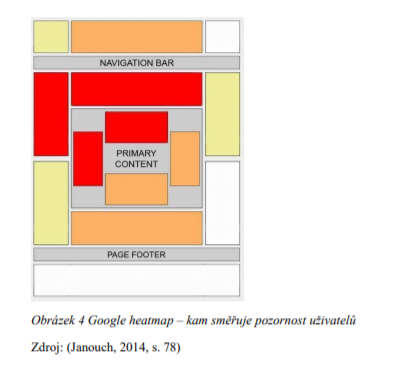 NAVIGATION BAR
PRIMARY
CONTENT
PAGE FOOTER
Obrázek 4 Google heatmap – kam směřuje pozornost uživatelů
Zdroj: (Janouch, 2014, s. 78)